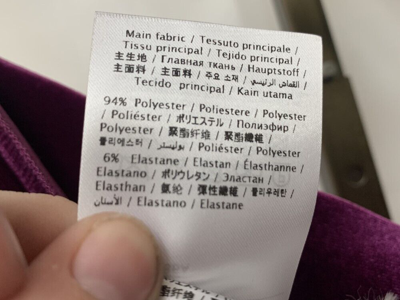 Main fabric / Tessuto principale /
Tissu principal / Tejido principal /
主生地 / Главная ткань / Hauptstoff /
主面料 / 主面料 / 주요 소재 / القماش الرئيسي /
Tecido principal / Kain utama
94% Polyester / Poliestere / Polyester
/ Poliéster / ポリエステル / Полиэфир /
Polyester / 聚酯纤维 / 聚酯纖維 /
폴리에스터 / بوليستر / Poliéster / Polyester
6% Elastane / Elastan / Élasthanne /
Elastano / ポリウレタン / Эластан /
Elasthan / 氨纶 / 彈性纖維 / 폴리우레탄 /
الأستان / Elastano / Elastane